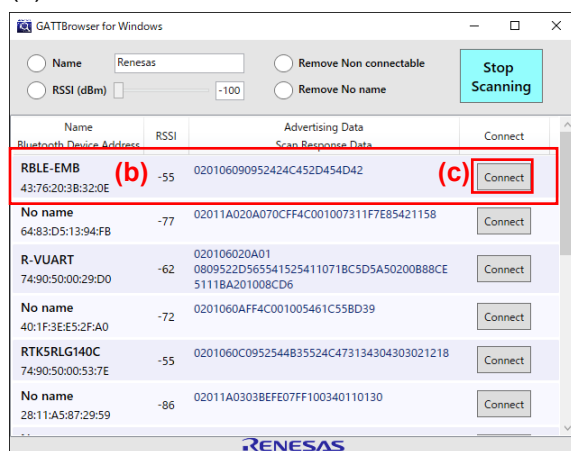 GATTBrowser for Windows
Name Renesas Remove Non connectable
RSSI (dBm) -100 Remove No name
Stop
Scanning
Name
Bluetooth Device Address
RSSI
Advertising Data
Scan Response Data
Connect
RBLE-EMB
43:76:20:3B:32:0E
(b)
-55
020106090952424C452D454D42
(c)
Connect
No name
64:83:D5:13:94:FB
-77
02011A020A070CFF4C001007311F7E85421158
Connect
R-VUART
74:90:50:00:29:D0
-62
020106020A01
0809522D565541525411071BC5D5A50200B88CE
5111BA201008CD6
Connect
No name
40:1F:3E:E5:2F:A0
-72
0201060AFF4C001005461C55BD39
Connect
RTK5RLG140C
74:90:50:00:53:7E
-55
0201060C0952544B35524C473134304303021218
Connect
No name
28:11:A5:87:29:59
-86
02011A0303BEFE07FF100340110130
Connect
RENESAS